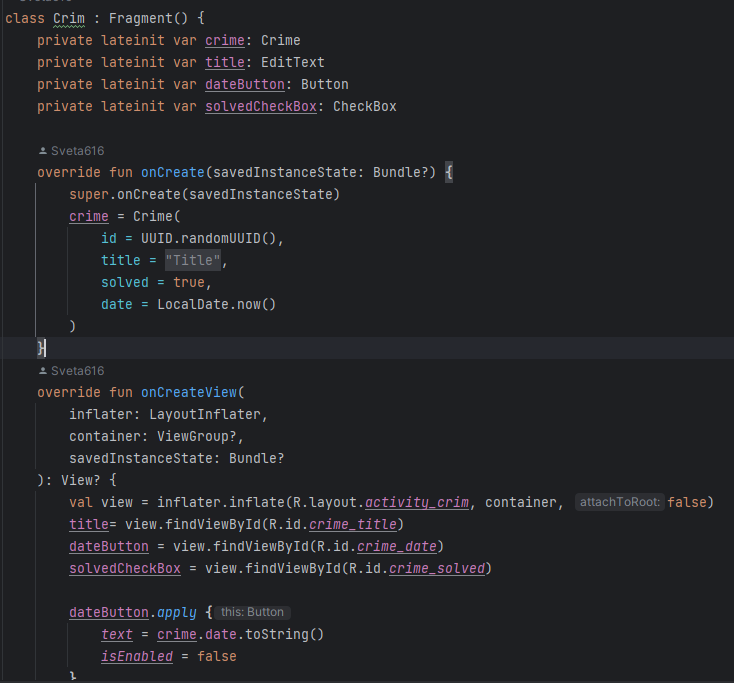 class Crim : Fragment() {
private lateinit var crime: Crime
private lateinit var title: EditText
private lateinit var dateButton: Button
private lateinit var solvedCheckBox: CheckBox
Sveta616
override fun onCreate(savedInstanceState: Bundle?) {
super.onCreate(savedInstanceState)
crime = Crime(
id = UUID.randomUUID(),
title = "Title",
solved = true,
date = LocalDate.now()
)
}
Sveta616
override fun onCreateView(
inflater: LayoutInflater,
container: ViewGroup?,
savedInstanceState: Bundle?
): View? {
val view = inflater.inflate(R.layout.activity_crim, container, attachToRoot: false)
title= view.findViewById(R.id.crime_title)
dateButton = view.findViewById(R.id.crime_date)
solvedCheckBox = view.findViewById(R.id.crime_solved)
dateButton.apply { this: Button
text = crime.date.toString()
isEnabled = false
}